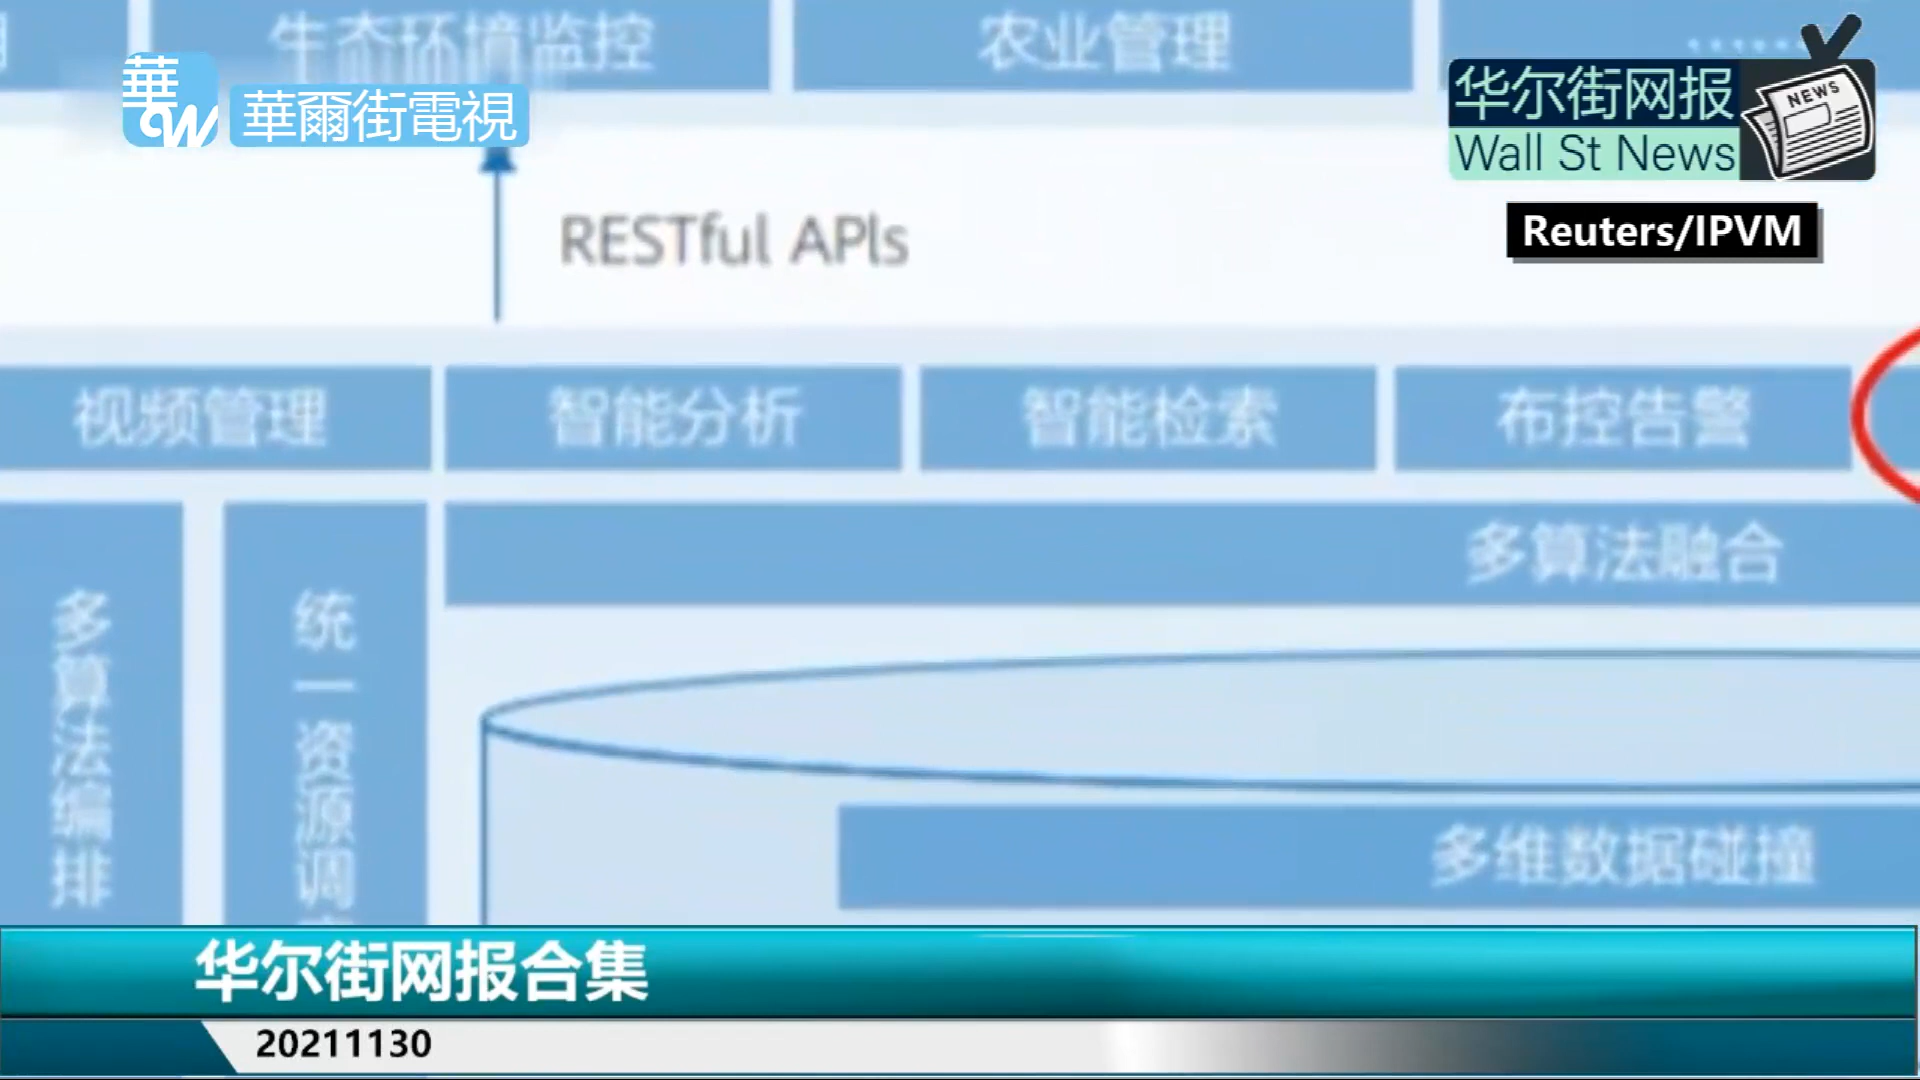 生态环境监控
农业管理
華
W
華爾街電視
华尔街网报
Wall St News
NEWS
Reuters/IPVM
RESTful APIs
视频管理
智能分析
智能检索
布控告警
多算法融合
多算法编排
统一资源调
多维数据碰撞
华尔街网报合集
20211130